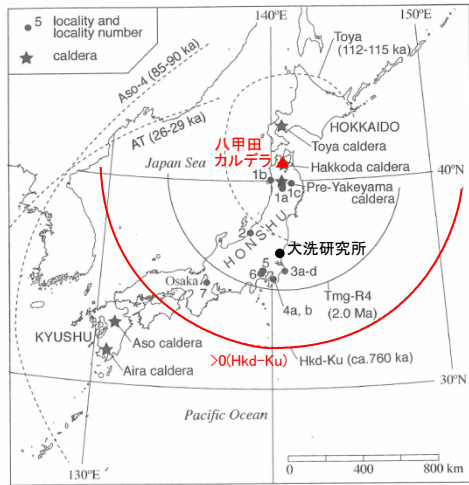 140°E
150°E
5 locality and
locality number
caldera
Aso-4 (85-90 ka)
AT (26-29 ka)
Toya
(112-115 ka)
Japan Sea
HOKKAIDO
Toya caldera
八甲田
カルデラ
Hakkoda caldera
40°N
1b
1a
1c
Pre-Yakeyama
caldera
2
HONSHU
大洗研究所
5
6
3a-d
Osaka
7
4a, b
Tmg-R4
(2.0 Ma)
KYUSHU
Aso caldera
>0(Hkd-Ku)
Hkd-Ku (ca.760 ka)
Aira caldera
30°N
Pacific Ocean
130°E
0 400 800 km